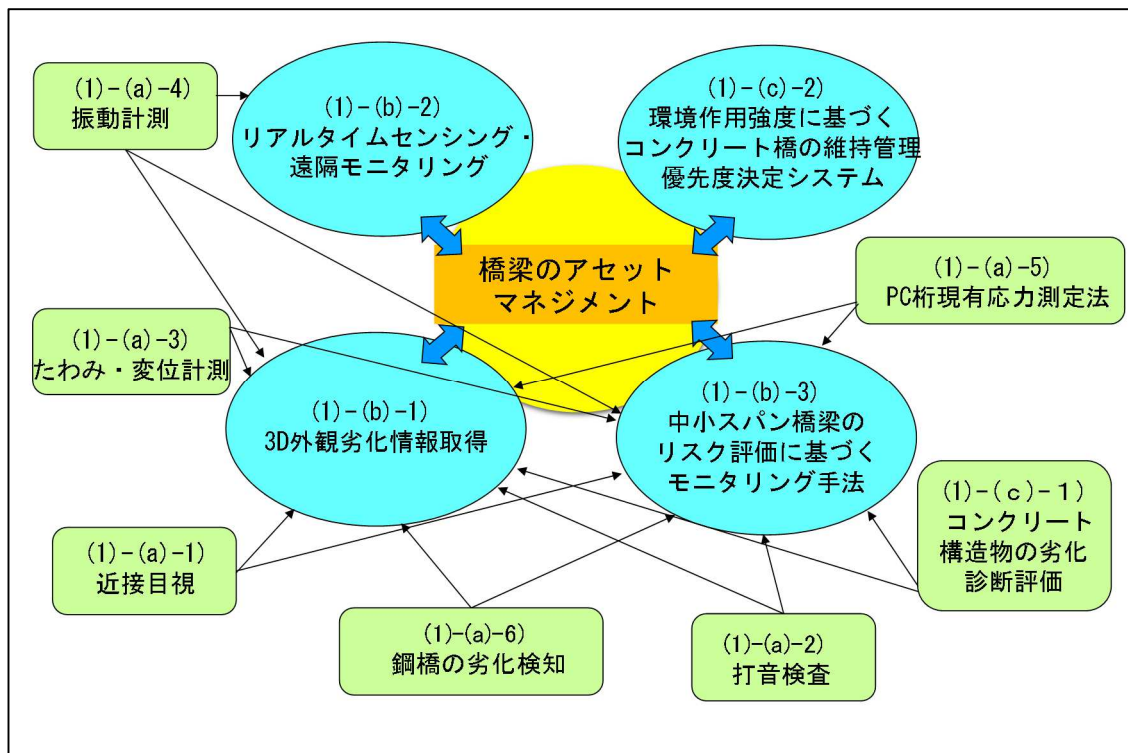 (1)-(a)-4)
振動計測
(1)-(b)-2)
リアルタイムセンシング・
遠隔モニタリング
(1)-(c)-2)
環境作用強度に基づく
コンクリート橋の維持管理
優先度決定システム
橋梁のアセット
マネジメント
(1)-(a)-5)
PC桁現有応力測定法
(1)-(a)-3)
たわみ・変位計測
(1)-(b)-1)
3D外観劣化情報取得
(1)-(b)-3)
中小スパン橋梁の
リスク評価に基づく
モニタリング手法
(1)-(c)-1)
コンクリート
構造物の劣化
診断評価
(1)-(a)-1)
近接目視
(1)-(a)-6)
鋼橋の劣化検知
(1)-(a)-2)
打音検査